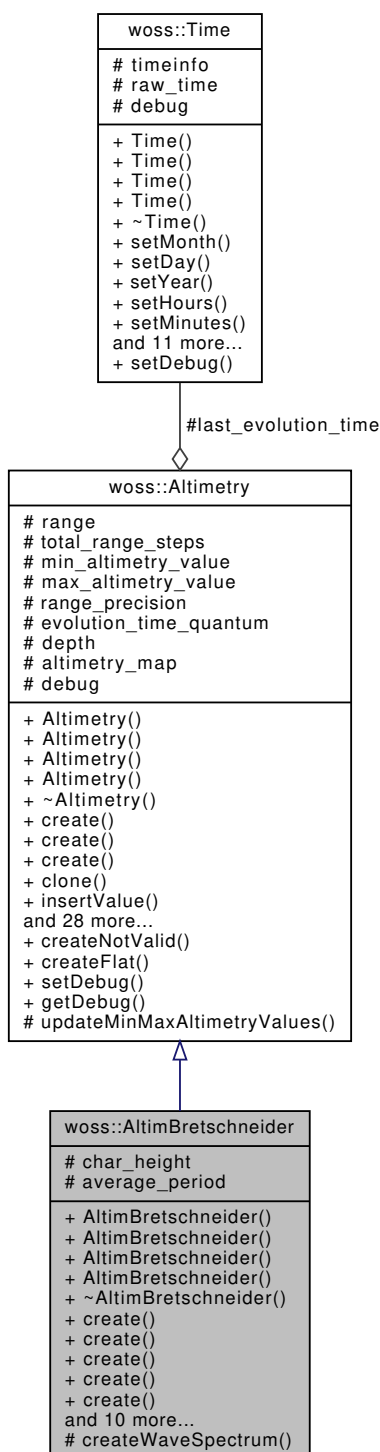 woss::Time
# timeinfo
# raw_time
# debug
+ Time()
+ Time()
+ Time()
+ Time()
+ ~Time()
+ setMonth()
+ setDay()
+ setYear()
+ setHours()
+ setMinutes()
and 11 more...
+ setDebug()
#last_evolution_time
woss::Altimetry
# range
# total_range_steps
# min_altimetry_value
# max_altimetry_value
# range_precision
# evolution_time_quantum
# depth
# altimetry_map
# debug
+ Altimetry()
+ Altimetry()
+ Altimetry()
+ Altimetry()
+ ~Altimetry()
+ create()
+ create()
+ create()
+ clone()
+ insertValue()
and 28 more...
+ createNotValid()
+ createFlat()
+ setDebug()
+ getDebug()
# updateMinMaxAltimetryValues()
woss::AltimBretschneider
# char_height
# average_period
+ AltimBretschneider()
+ AltimBretschneider()
+ AltimBretschneider()
+ AltimBretschneider()
+ ~AltimBretschneider()
+ create()
+ create()
+ create()
+ create()
+ create()
and 10 more...
# createWaveSpectrum()